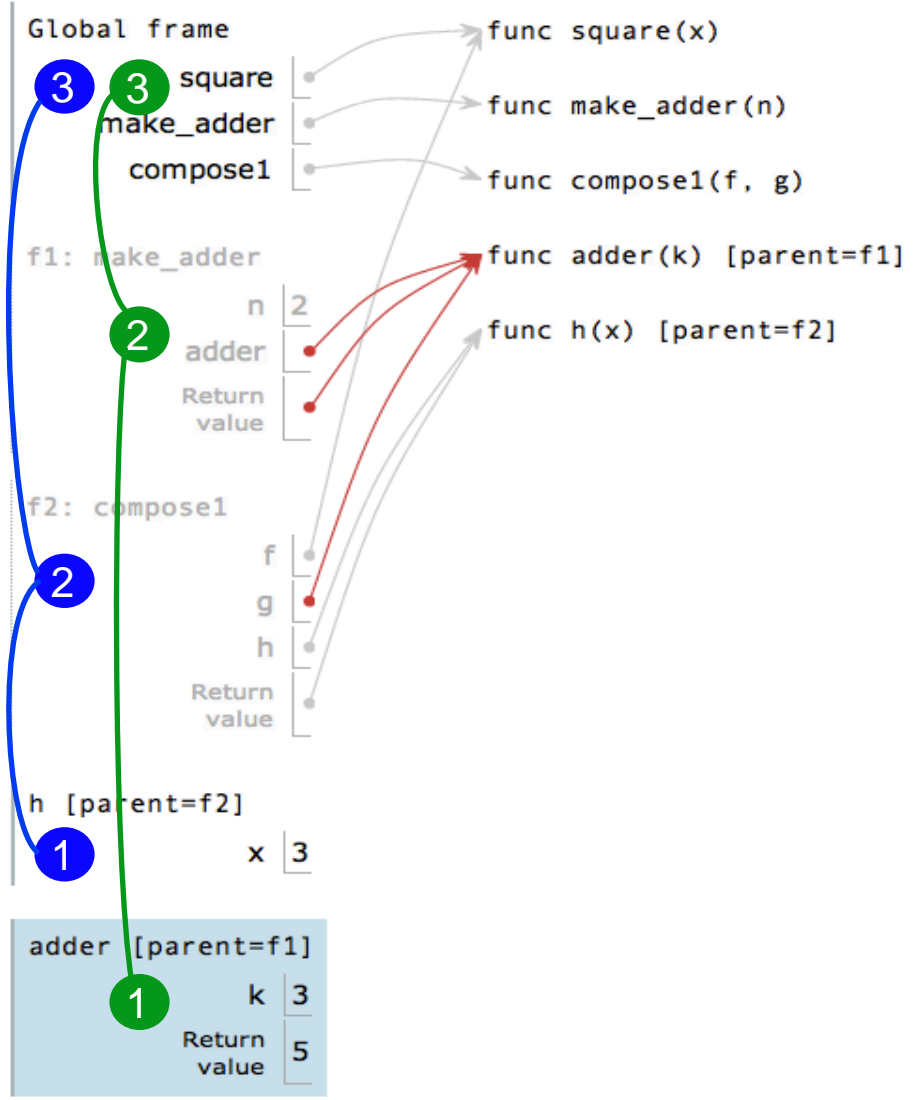 Global frame
3 3 square
make_adder
compose1
func square(x)
func make_adder(n)
func compose1(f, g)
func adder(k) [parent=f1]
func h(x) [parent=f2]
f1: make_adder
n 2
2 adder
Return
value
f2: compose1
f
2 g
h
Return
value
h [parent=f2]
1 x 3
adder [parent=f1]
1 k 3
Return
value 5